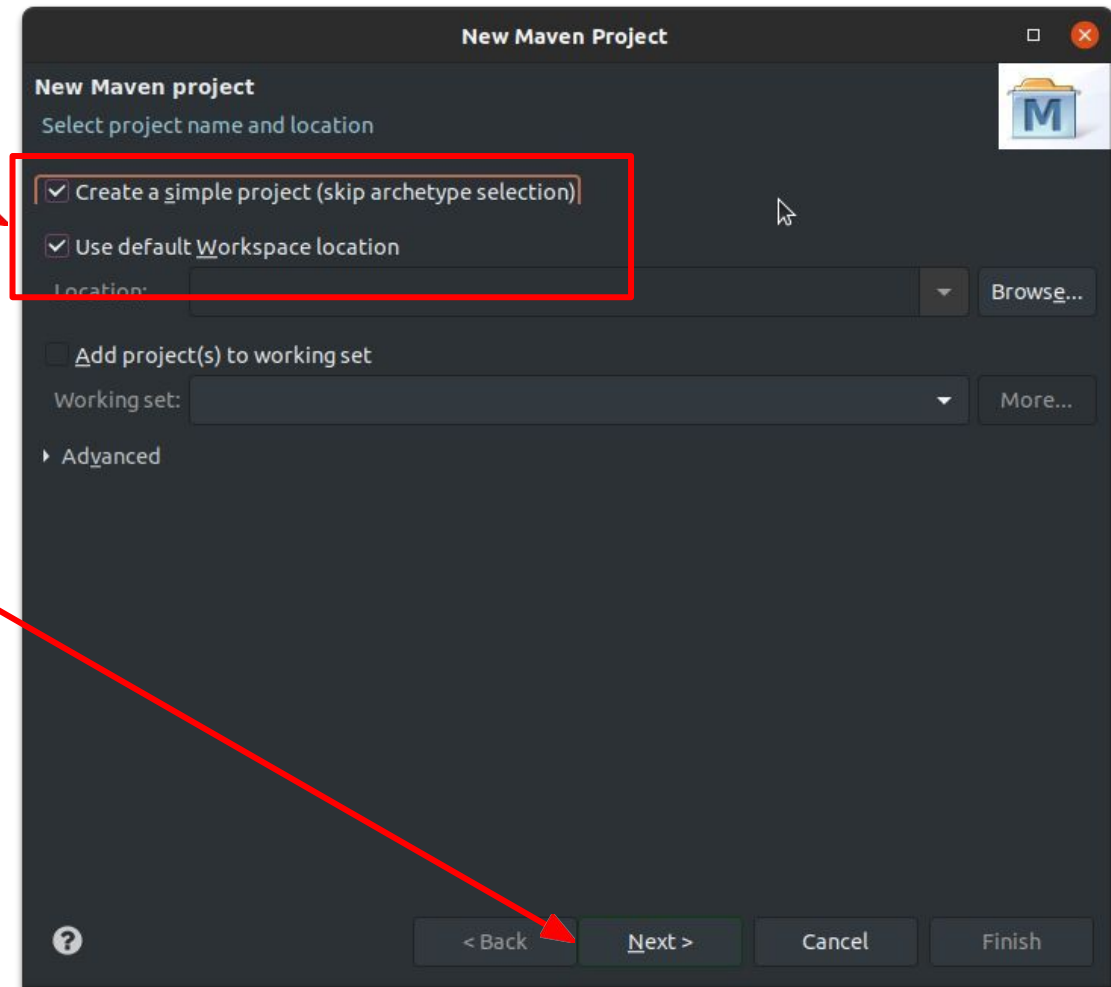 New Maven Project
New Maven project
M
Select project name and location
Create a simple project (skip archetype selection)
Use default Workspace location
Location:
Browse...
Add project(s) to working set
Working set:
More...
Advanced
?
< Back
Next >
Cancel
Finish